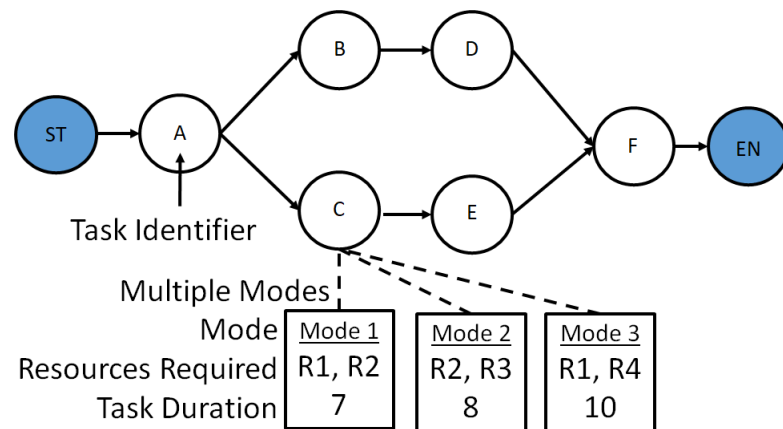 B D
ST A F EN
C E
Task Identifier
Multiple Modes
Mode Mode 1 Mode 2 Mode 3
Resources Required R1, R2 R2, R3 R1, R4
Task Duration 7 8 10